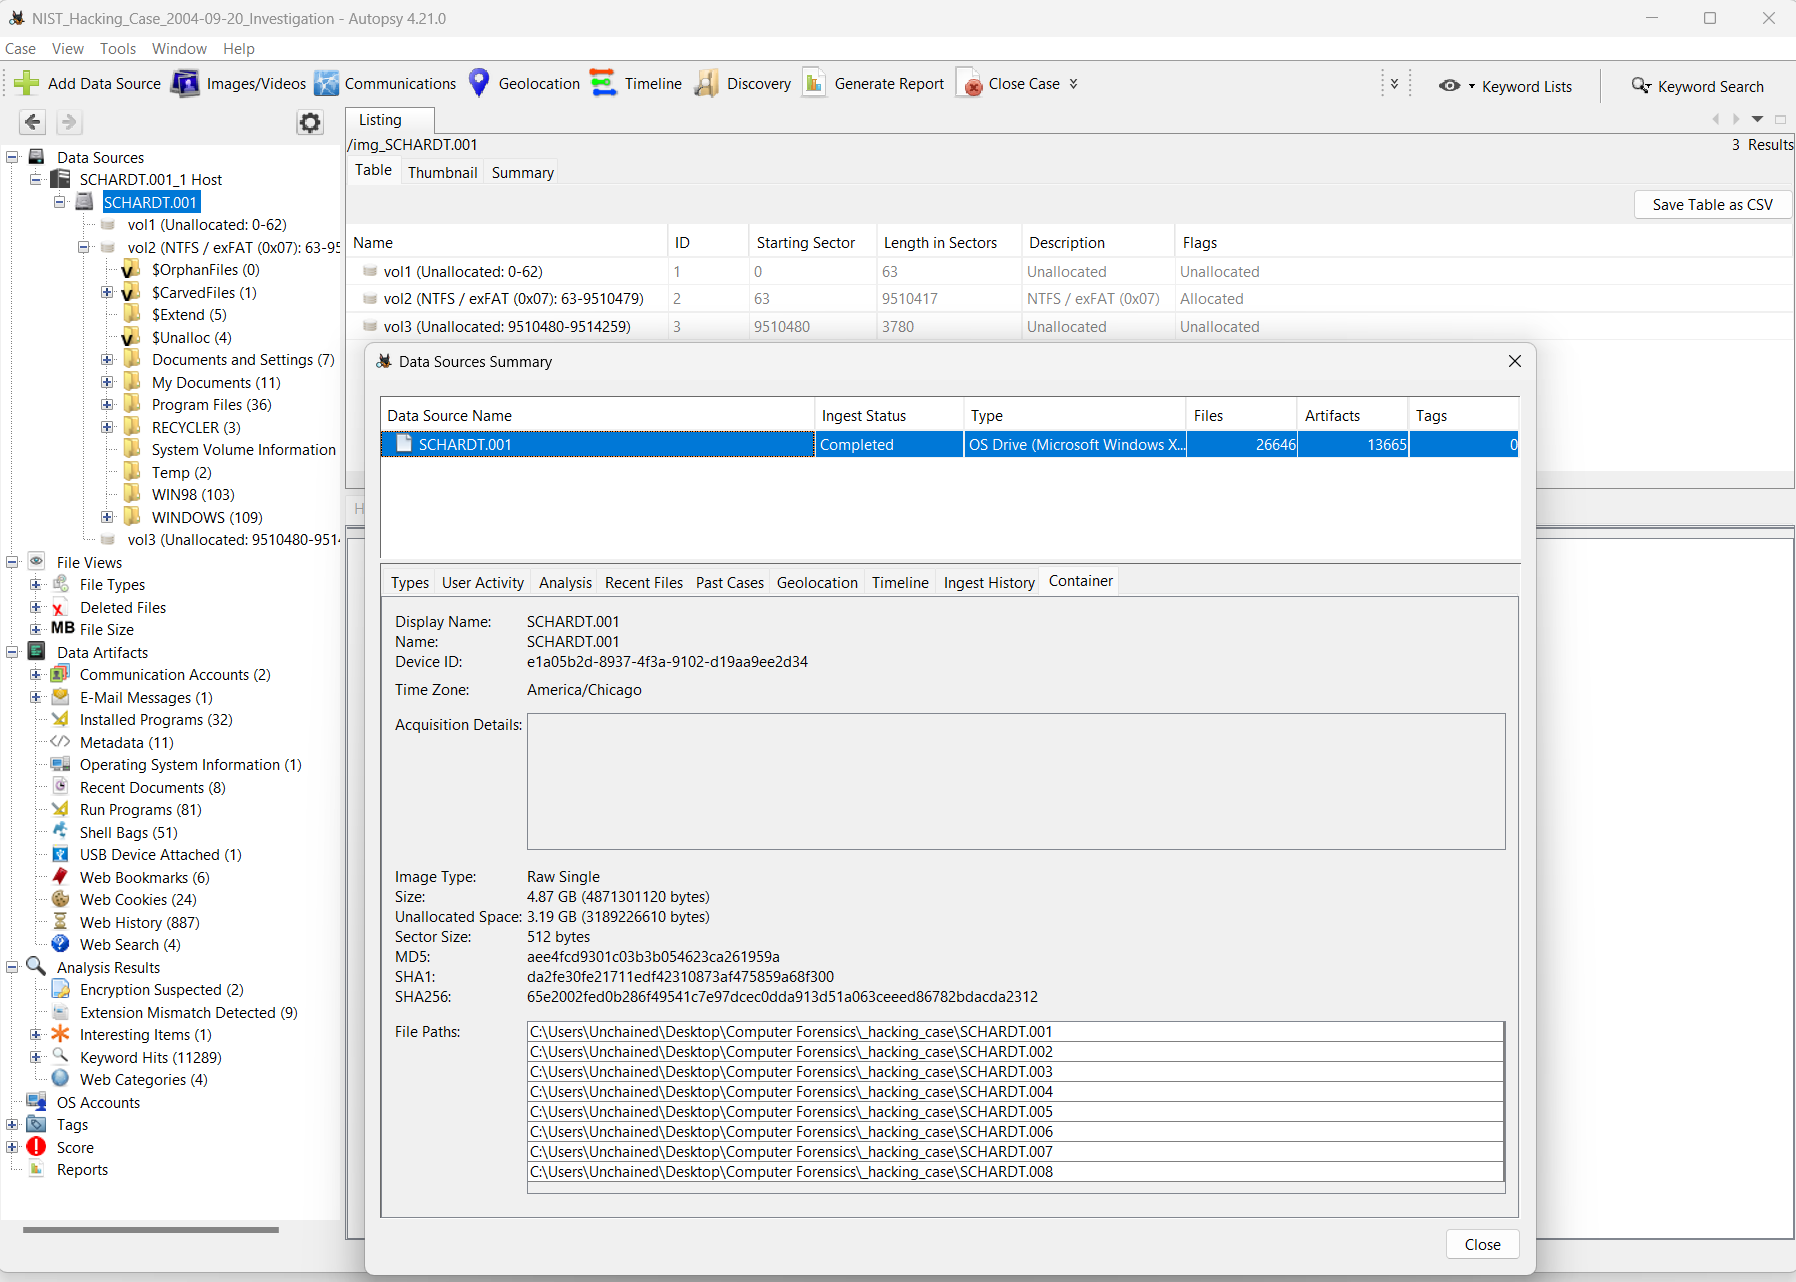 NIST_Hacking_Case_2004-09-20_Investigation - Autopsy 4.21.0
Case View Tools Window Help
Add Data Source Images/Videos Communications Geolocation Timeline Discovery Generate Report Close Case Keyword Lists Keyword Search
Listing
/img_SCHARDT.001 3 Results
Table Thumbnail Summary
Save Table as CSV
Name ID Starting Sector Length in Sectors Description Flags
vol1 (Unallocated: 0-62) 1 0 63 Unallocated Unallocated
vol2 (NTFS / exFAT (0x07): 63-9510479) 2 63 9510417 NTFS / exFAT (0x07) Allocated
vol3 (Unallocated: 9510480-9514259) 3 9510480 3780 Unallocated Unallocated
Data Sources
SCHARDT.001_1 Host
SCHARDT.001
vol1 (Unallocated: 0-62)
vol2 (NTFS / exFAT (0x07): 63-95
$OrphanFiles (0)
$CarvedFiles (1)
$Extend (5)
$Unalloc (4)
Documents and Settings (7)
My Documents (11)
Program Files (36)
RECYCLER (3)
System Volume Information
Temp (2)
WIN98 (103)
WINDOWS (109)
vol3 (Unallocated: 9510480-951
File Views
File Types
Deleted Files
MB File Size
Data Artifacts
Communication Accounts (2)
E-Mail Messages (1)
Installed Programs (32)
Metadata (11)
Operating System Information (1)
Recent Documents (8)
Run Programs (81)
Shell Bags (51)
USB Device Attached (1)
Web Bookmarks (6)
Web Cookies (24)
Web History (887)
Web Search (4)
Analysis Results
Encryption Suspected (2)
Extension Mismatch Detected (9)
Interesting Items (1)
Keyword Hits (11289)
Web Categories (4)
OS Accounts
Tags
Score
Reports
H
Data Sources Summary
Data Source Name Ingest Status Type Files Artifacts Tags
SCHARDT.001 Completed OS Drive (Microsoft Windows X... 26646 13665 0
Types User Activity Analysis Recent Files Past Cases Geolocation Timeline Ingest History Container
Display Name: SCHARDT.001
Name: SCHARDT.001
Device ID: e1a05b2d-8937-4f3a-9102-d19aa9ee2d34
Time Zone: America/Chicago
Acquisition Details:
Image Type: Raw Single
Size: 4.87 GB (4871301120 bytes)
Unallocated Space: 3.19 GB (3189226610 bytes)
Sector Size: 512 bytes
MD5: aee4fcd9301c03b3b054623ca261959a
SHA1: da2fe30fe21711edf42310873af475859a68f300
SHA256: 65e2002fed0b286f49541c7e97dcec0dda913d51a063ceeed86782bdacda2312
File Paths: C:\Users\Unchained\Desktop\Computer Forensics\_hacking_case\SCHARDT.001
C:\Users\Unchained\Desktop\Computer Forensics\_hacking_case\SCHARDT.002
C:\Users\Unchained\Desktop\Computer Forensics\_hacking_case\SCHARDT.003
C:\Users\Unchained\Desktop\Computer Forensics\_hacking_case\SCHARDT.004
C:\Users\Unchained\Desktop\Computer Forensics\_hacking_case\SCHARDT.005
C:\Users\Unchained\Desktop\Computer Forensics\_hacking_case\SCHARDT.006
C:\Users\Unchained\Desktop\Computer Forensics\_hacking_case\SCHARDT.007
C:\Users\Unchained\Desktop\Computer Forensics\_hacking_case\SCHARDT.008
Close